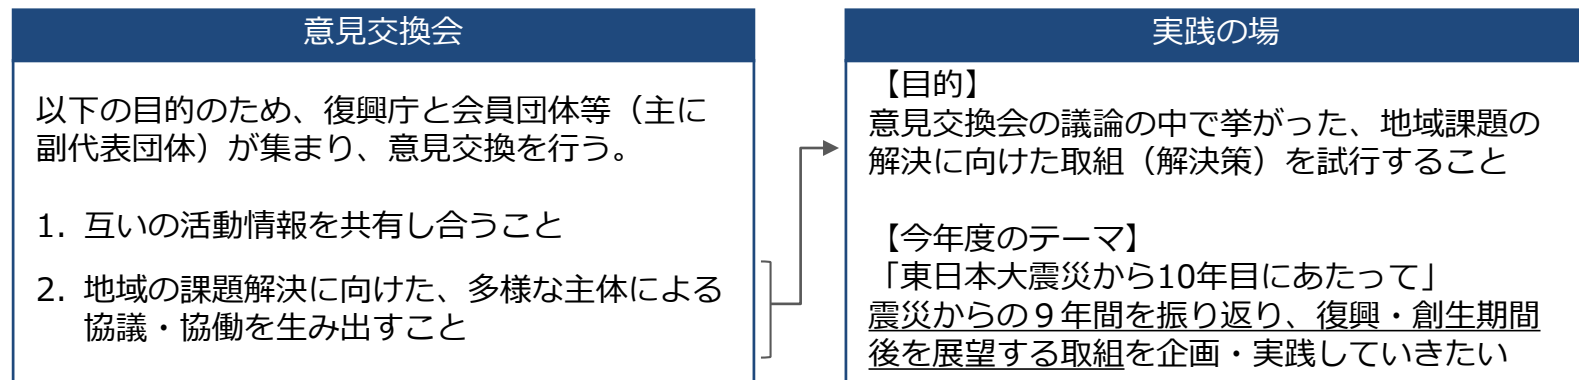 意見交換会
以下の目的のため、復興庁と会員団体等（主に
副代表団体）が集まり、意見交換を行う。
1. 互いの活動情報を共有し合うこと
2. 地域の課題解決に向けた、多様な主体による
協議・協働を生み出すこと
実践の場
【目的】
意見交換会の議論の中で挙がった、地域課題の
解決に向けた取組（解決策）を試行すること
【今年度のテーマ】
「東日本大震災から10年目にあたって」
震災からの９年間を振り返り、復興・創生期間
後を展望する取組を企画・実践していきたい